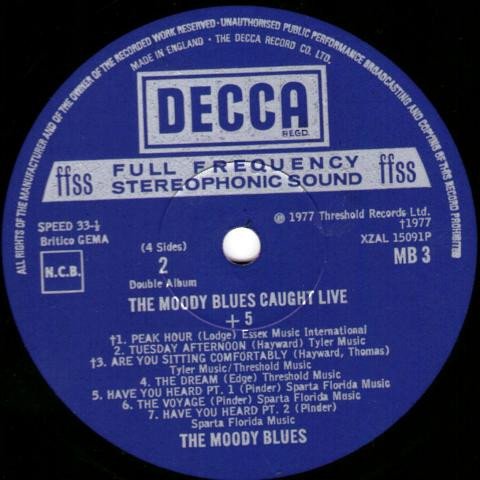 ALL RIGHTS OF THE MANUFACTURER AND OF THE OWNER OF THE RECORDED WORK RESERVED-UNAUTHORISED PUBLIC PERFORMANCE BROADCASTING AND COPYING OF THIS RECORD PROHIBITED
MADE IN ENGLAND · THE DECCA RECORD CO. LTD.
DECCA
REGD.
ffss FULL FREQUENCY ffss
STEREOPHONIC SOUND
SPEED 33-⅓
Britico GEMA
N.C.B.
(4 Sides)
2
Double Album
℗ 1977 Threshold Records Ltd.
†1977
XZAL 15091P
MB 3
THE MOODY BLUES CAUGHT LIVE
+ 5
†1. PEAK HOUR (Lodge) Essex Music International
2. TUESDAY AFTERNOON (Hayward) Tyler Music
†3. ARE YOU SITTING COMFORTABLY (Hayward, Thomas)
Tyler Music/Threshold Music
4. THE DREAM (Edge) Threshold Music
5. HAVE YOU HEARD PT. 1 (Pinder) Sparta Florida Music
6. THE VOYAGE (Pinder) Sparta Florida Music
7. HAVE YOU HEARD PT. 2 (Pinder)
Sparta Florida Music
THE MOODY BLUES